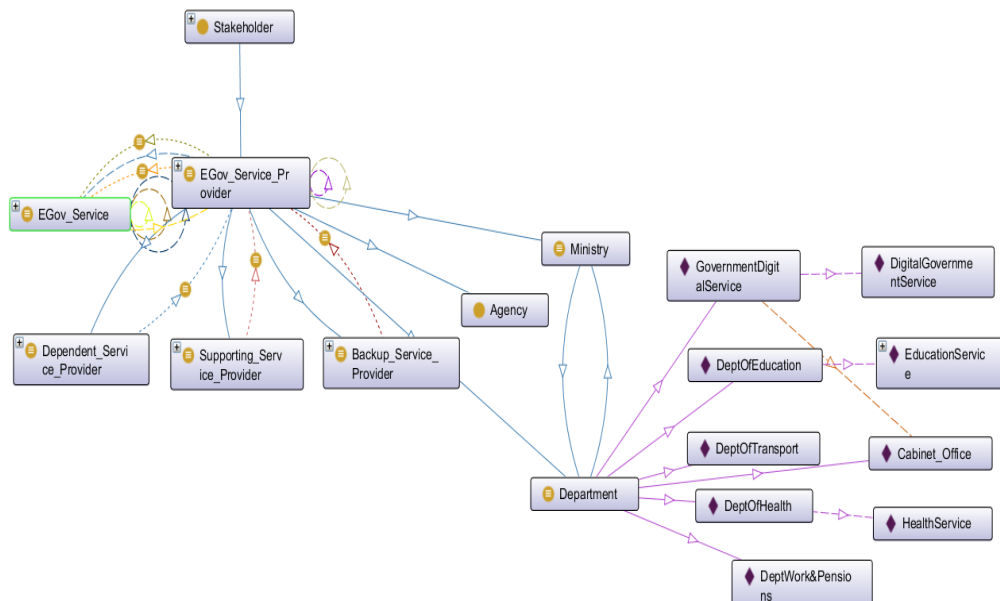 Stakeholder
EGov_Service_Pr
ovider
EGov_Service
Ministry
GovernmentDigit
alService
DigitalGovernme
ntService
Agency
Dependent_Servi
ce_Provider
Supporting_Serv
ice_Provider
Backup_Service_
Provider
DeptOfEducation
EducationServic
e
DeptOfTransport
Cabinet_Office
Department
DeptOfHealth
HealthService
DeptWork&Pensio
ns